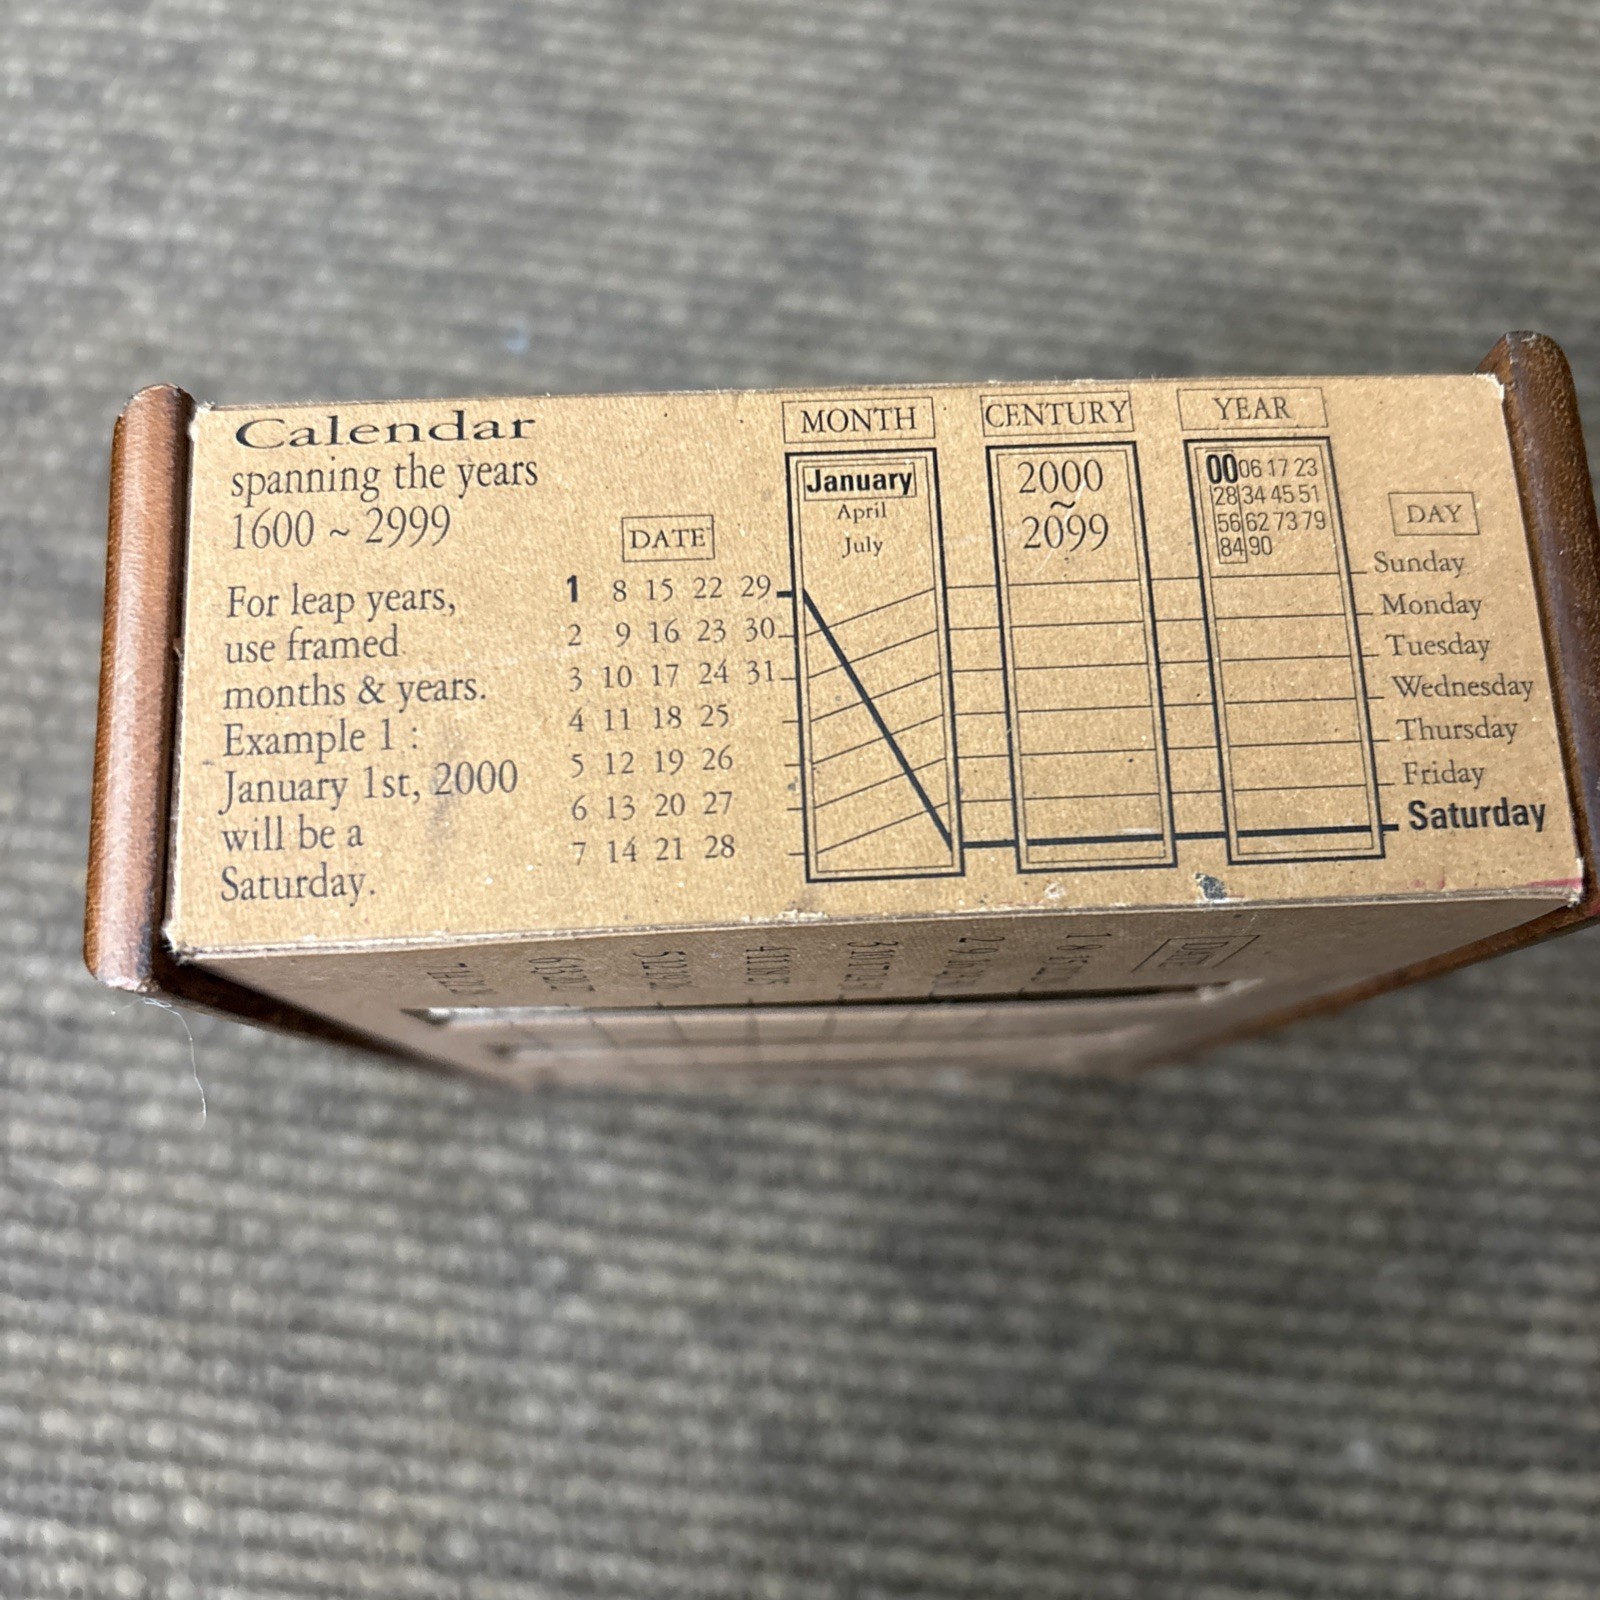 Calendar
spanning the years
1600 ~ 2999
For leap years,
use framed
months & years.
Example 1 :
January 1st, 2000
will be a
Saturday.
DATE
1 8 15 22 29
2 9 16 23 30
3 10 17 24 31
4 11 18 25
5 12 19 26
6 13 20 27
7 14 21 28
MONTH
January
April
July
CENTURY
2000
~
2099
YEAR
00 06 17 23
28 34 45 51
56 62 73 79
84 90
DAY
Sunday
Monday
Tuesday
Wednesday
Thursday
Friday
Saturday
DATE